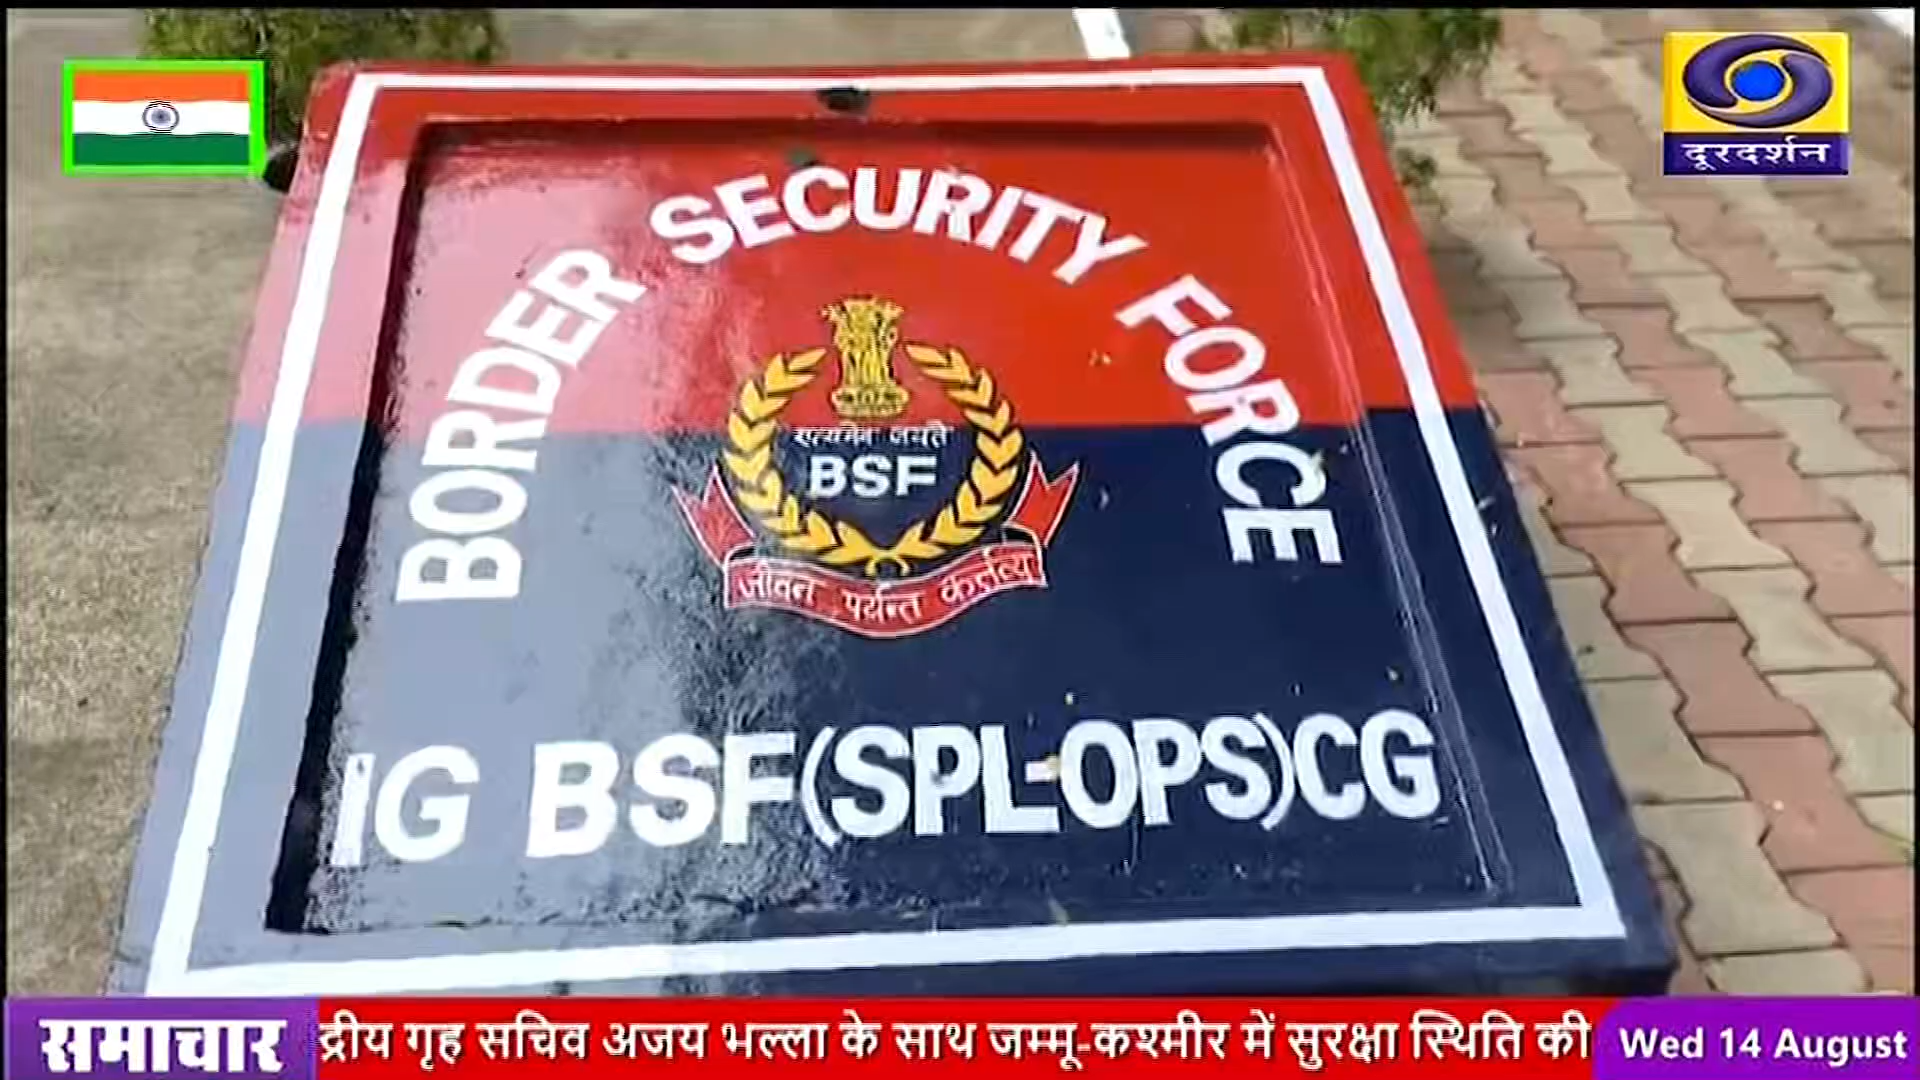 दूरदर्शन
BORDER SECURITY FORCE
सत्यमेव जयते
BSF
जीवन पर्यन्त कर्तव्य
IG BSF(SPL-OPS)CG
समाचार
द्रीय गृह सचिव अजय भल्ला के साथ जम्मू-कश्मीर में सुरक्षा स्थिति की
Wed 14 August